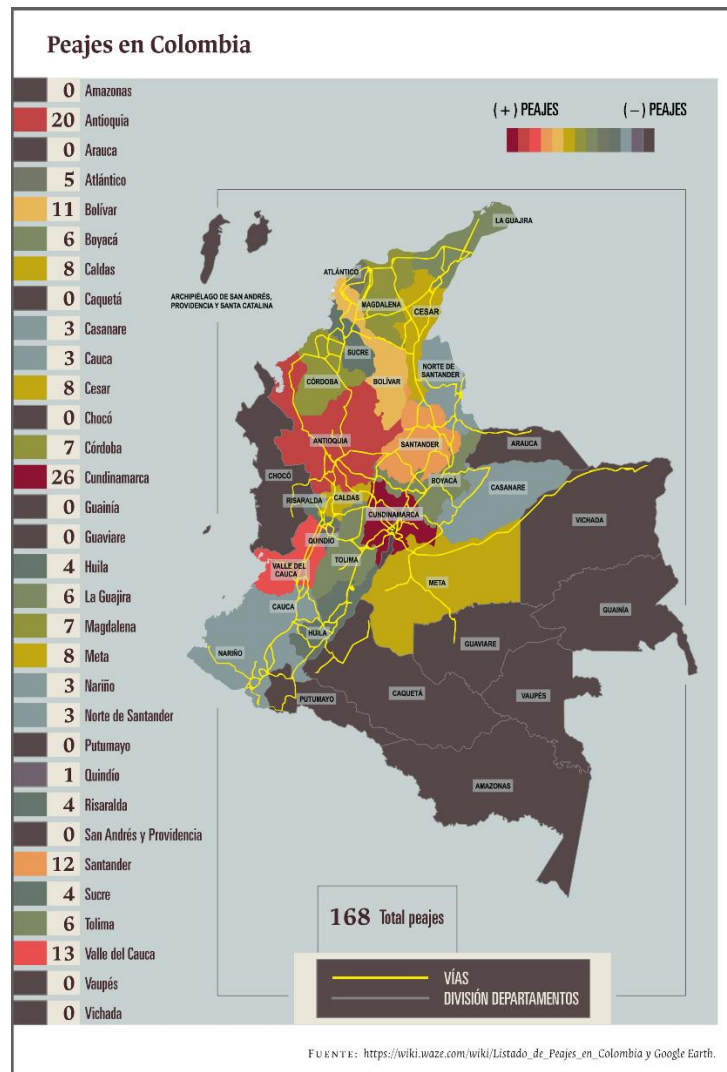 Peajes en Colombia
0 Amazonas
20 Antioquia
0 Arauca
5 Atlántico
11 Bolívar
6 Boyacá
8 Caldas
0 Caquetá
3 Casanare
3 Cauca
8 Cesar
0 Chocó
7 Córdoba
26 Cundinamarca
0 Guainía
0 Guaviare
4 Huila
6 La Guajira
7 Magdalena
8 Meta
3 Nariño
3 Norte de Santander
0 Putumayo
1 Quindío
4 Risaralda
0 San Andrés y Providencia
12 Santander
4 Sucre
6 Tolima
13 Valle del Cauca
0 Vaupés
0 Vichada
(+) PEAJES
(−) PEAJES
LA GUAJIRA
ATLÁNTICO
ARCHIPIÉLAGO DE SAN ANDRÉS,
PROVIDENCIA Y SANTA CATALINA
MAGDALENA
CESAR
SUCRE
NORTE DE
SANTANDER
CÓRDOBA
BOLÍVAR
ANTIOQUIA
SANTANDER
ARAUCA
CHOCÓ
BOYACÁ
CASANARE
RISARALDA
CALDAS
CUNDINAMARCA
VICHADA
QUINDÍO
TOLIMA
VALLE DEL
CAUCA
META
CAUCA
GUAINÍA
HUILA
GUAVIARE
NARIÑO
CAQUETÁ
VAUPÉS
PUTUMAYO
AMAZONAS
168 Total peajes
VÍAS
DIVISIÓN DEPARTAMENTOS
FUENTE: https://wiki.waze.com/wiki/Listado_de_Peajes_en_Colombia y Google Earth.